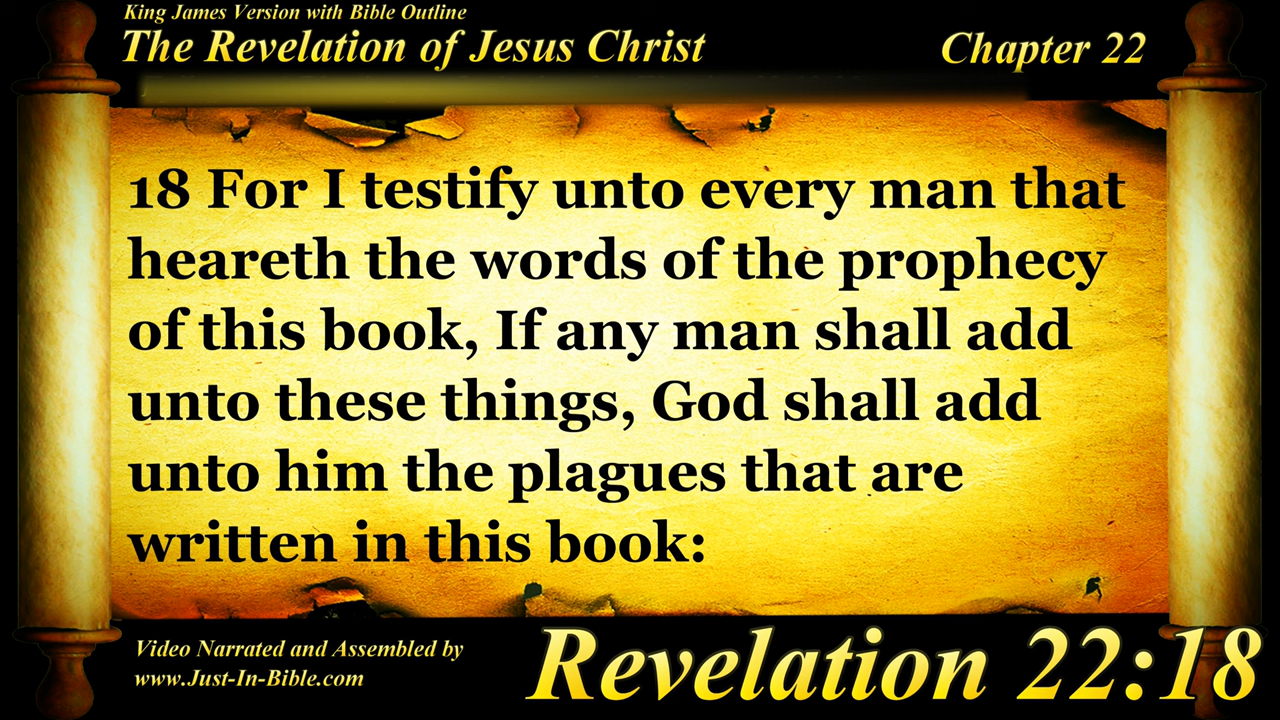 King James Version with Bible Outline
The Revelation of Jesus Christ
Chapter 22
18 For I testify unto every man that
heareth the words of the prophecy
of this book, If any man shall add
unto these things, God shall add
unto him the plagues that are
written in this book:
Video Narrated and Assembled by
www.Just-In-Bible.com
Revelation 22:18